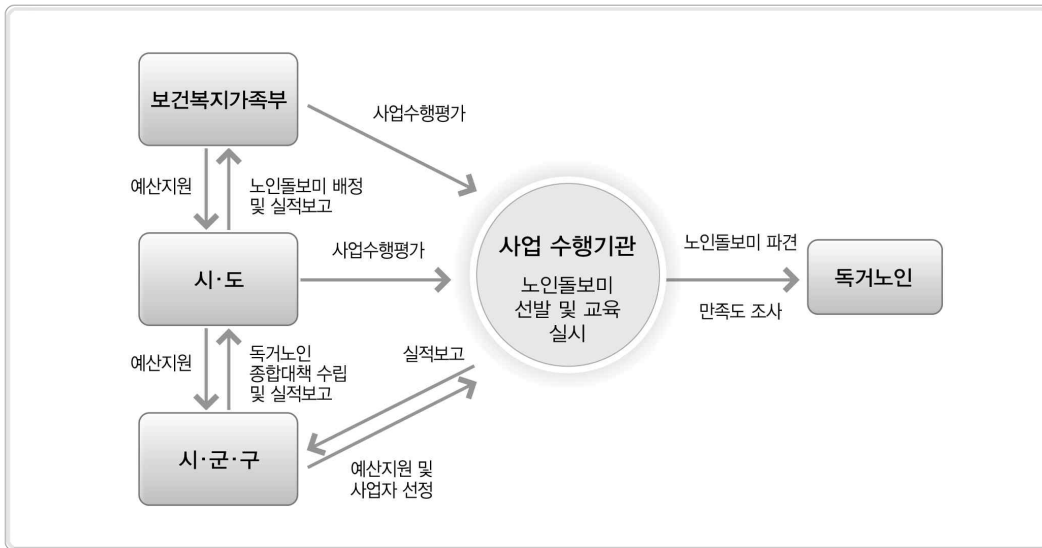 보건복지가족부
사업수행평가
예산지원
노인돌보미 배정
및 실적보고
사업 수행기관
노인돌보미
선발 및 교육
실시
시·도
사업수행평가
노인돌보미 파견
독거노인
만족도 조사
예산지원
독거노인
종합대책 수립
및 실적보고
실적보고
시·군·구
예산지원 및
사업자 선정